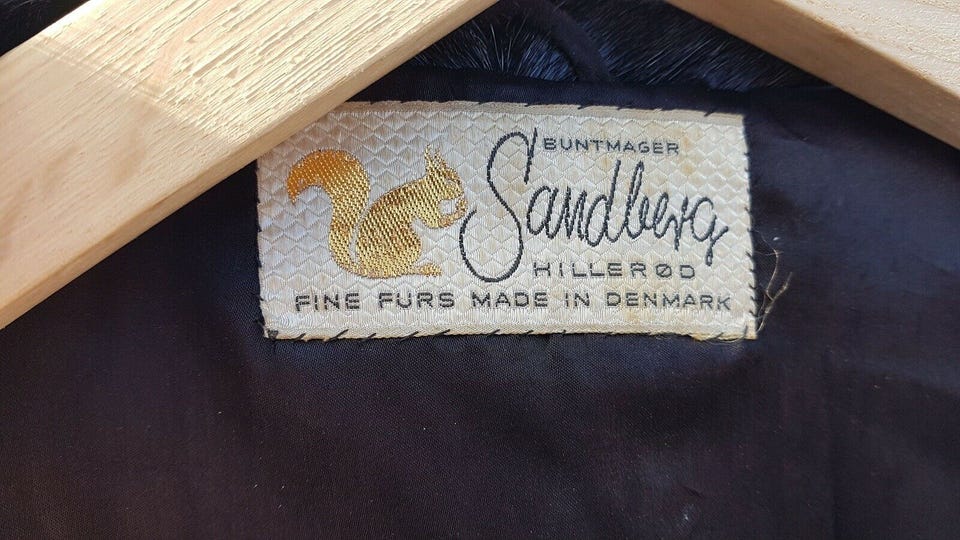 BUNTMAGER
Sandberg
HILLERØD
FINE FURS MADE IN DENMARK